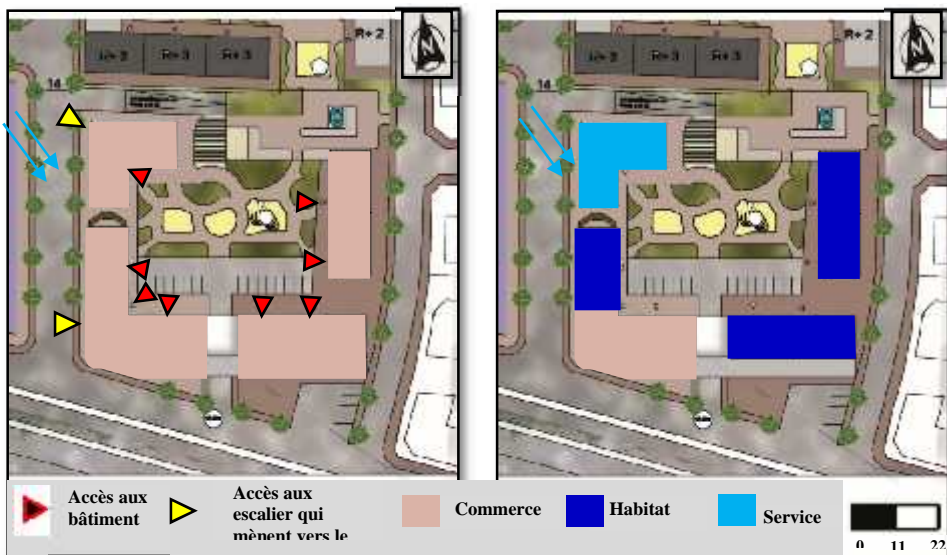 R+ 2
N
R+ 3 R+ 3 R+ 3
14
R+ 2
N
R+ 3 R+ 3 R+ 3
14
Accès aux
bâtiment
Accès aux
escalier qui
mènent vers le
Commerce
Habitat
Service
0 11 22